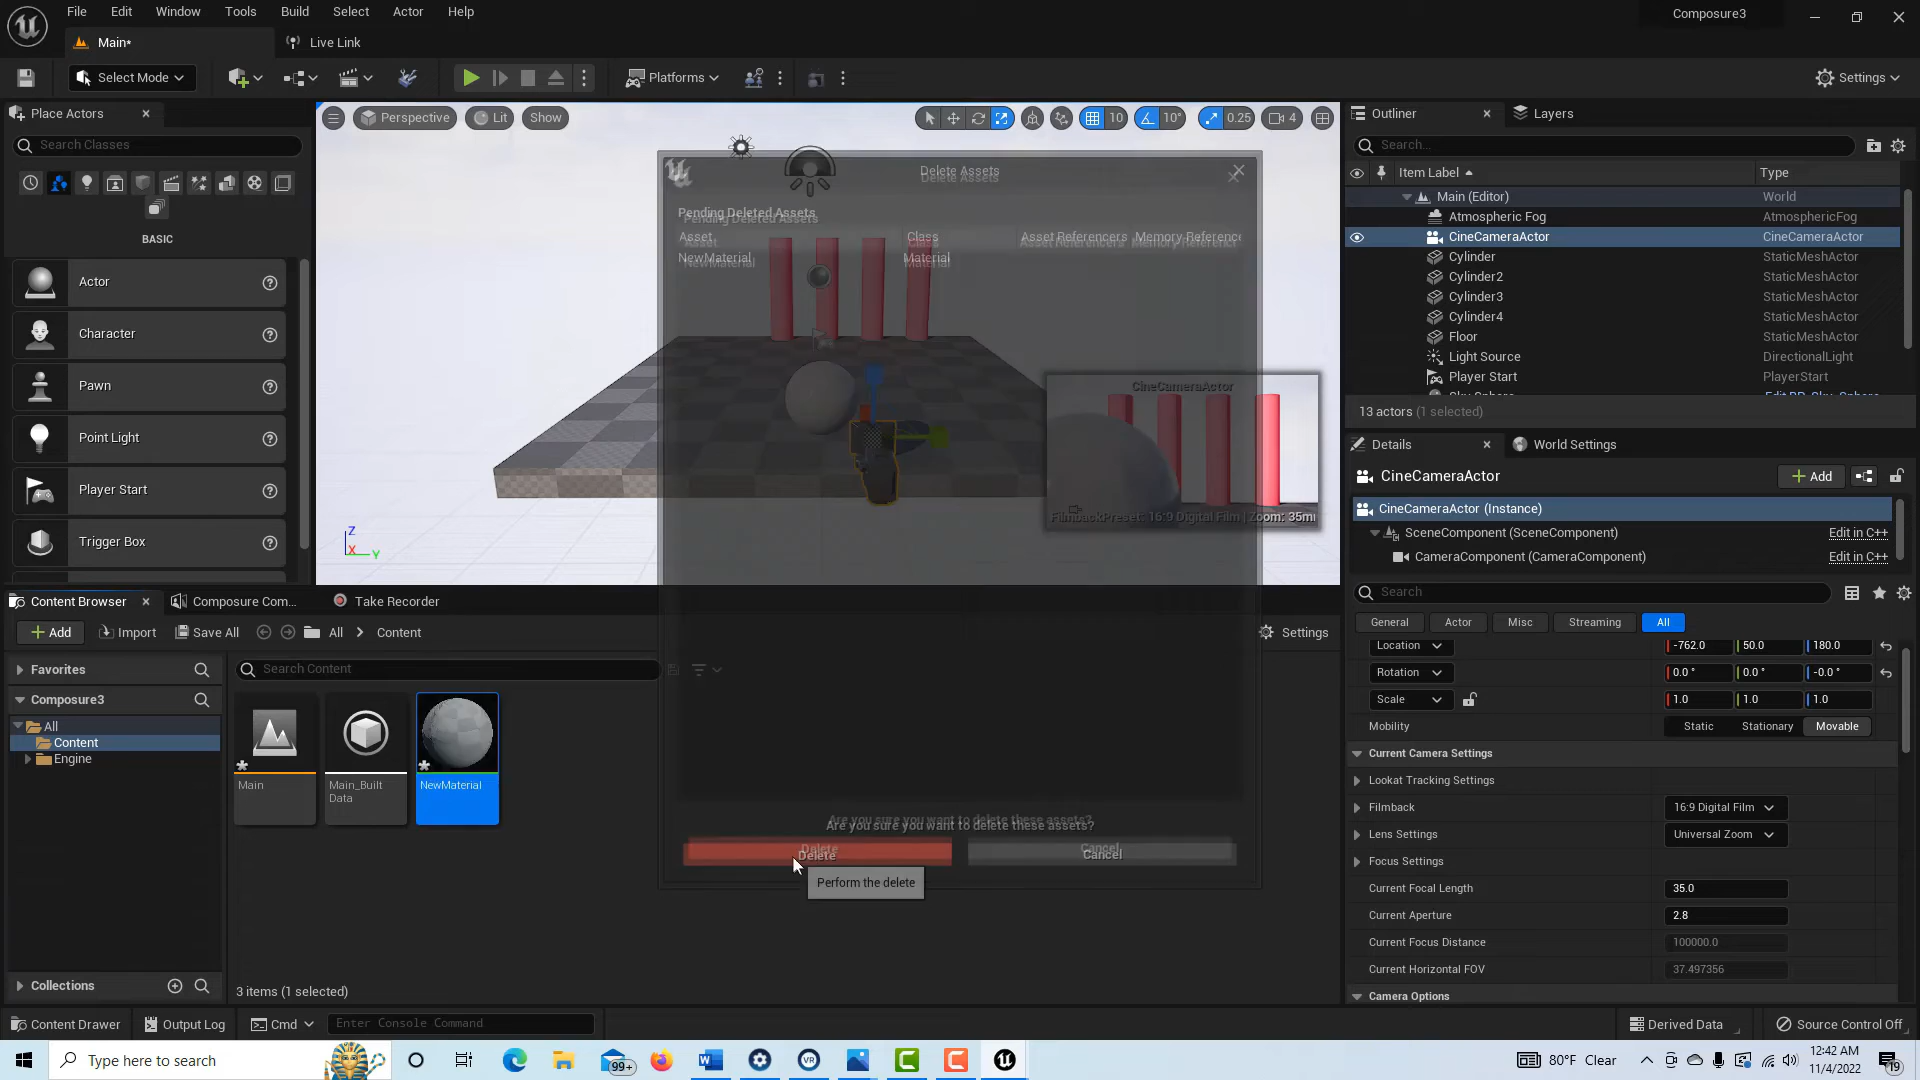 File Edit Window Tools Build Select Actor Help
Composure3
Main*
Live Link
Select Mode
Platforms
Settings
Place Actors
Search Classes
BASIC
Actor
Character
Pawn
Point Light
Player Start
Trigger Box
Perspective
Lit
Show
10
10°
0.25
4
Delete Assets
Pending Deleted Assets
Asset Class Asset Referencers Memory Reference
NewMaterial Material
CineCameraActor
FilmbackPreset: 16:9 Digital Film | Zoom: 35m
Are you sure you want to delete these assets?
Delete
Cancel
Perform the delete
Z
X
Y
Outliner
Layers
Search...
Item Label Type
Main (Editor) World
Atmospheric Fog AtmosphericFog
CineCameraActor CineCameraActor
Cylinder StaticMeshActor
Cylinder2 StaticMeshActor
Cylinder3 StaticMeshActor
Cylinder4 StaticMeshActor
Floor StaticMeshActor
Light Source DirectionalLight
Player Start PlayerStart
13 actors (1 selected)
Details
World Settings
CineCameraActor
Add
CineCameraActor (Instance)
SceneComponent (SceneComponent) Edit in C++
CameraComponent (CameraComponent) Edit in C++
Search
General Actor Misc Streaming All
Location -762.0 50.0 180.0
Rotation 0.0 ° 0.0 ° -0.0 °
Scale 1.0 1.0 1.0
Mobility Static Stationary Movable
Current Camera Settings
Lookat Tracking Settings
Filmback 16:9 Digital Film
Lens Settings Universal Zoom
Focus Settings
Current Focal Length 35.0
Current Aperture 2.8
Current Focus Distance 100000.0
Current Horizontal FOV 37.497356
Camera Options
Content Browser
Composure Com...
Take Recorder
Add
Import
Save All
All > Content
Settings
Favorites
Composure3
All
Content
Engine
Collections
Search Content
Main
Main_Built
Data
NewMaterial
3 items (1 selected)
Content Drawer
Output Log
Cmd
Enter Console Command
Derived Data
Source Control Off
Type here to search
99+
80°F Clear
12:42 AM
11/4/2022
19